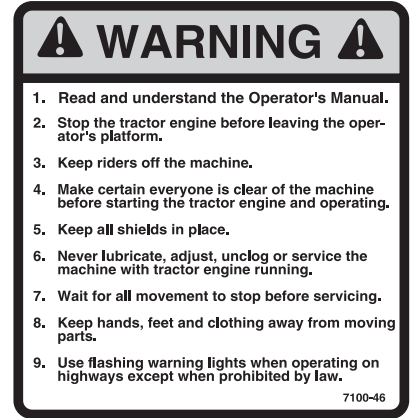 WARNING
1. Read and understand the Operator's Manual.
2. Stop the tractor engine before leaving the oper-
ator's platform.
3. Keep riders off the machine.
4. Make certain everyone is clear of the machine
before starting the tractor engine and operating.
5. Keep all shields in place.
6. Never lubricate, adjust, unclog or service the
machine with tractor engine running.
7. Wait for all movement to stop before servicing.
8. Keep hands, feet and clothing away from moving
parts.
9. Use flashing warning lights when operating on
highways except when prohibited by law.
7100-46